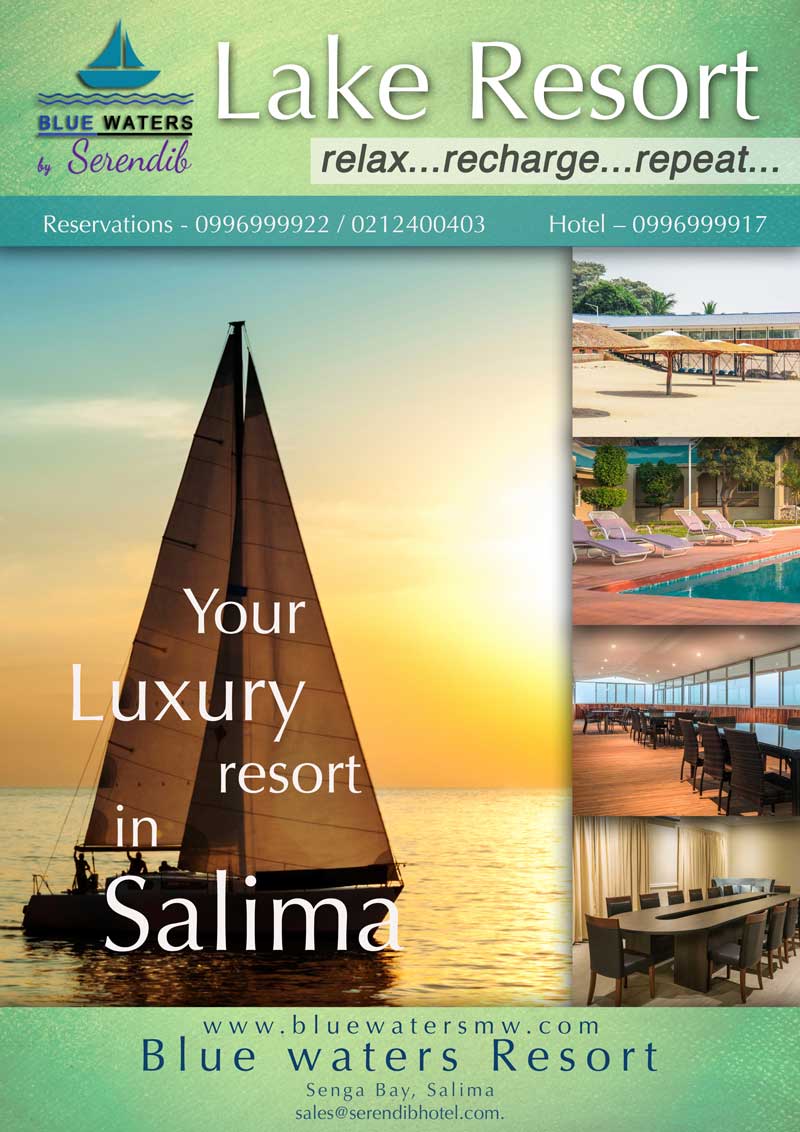 BLUE WATERS
by Serendib
Lake Resort
relax...recharge...repeat...
Reservations - 0996999922 / 0212400403
Hotel – 0996999917
Your
Luxury
resort
in
Salima
www.bluewatersmw.com
Blue waters Resort
Senga Bay, Salima
sales@serendibhotel.com.